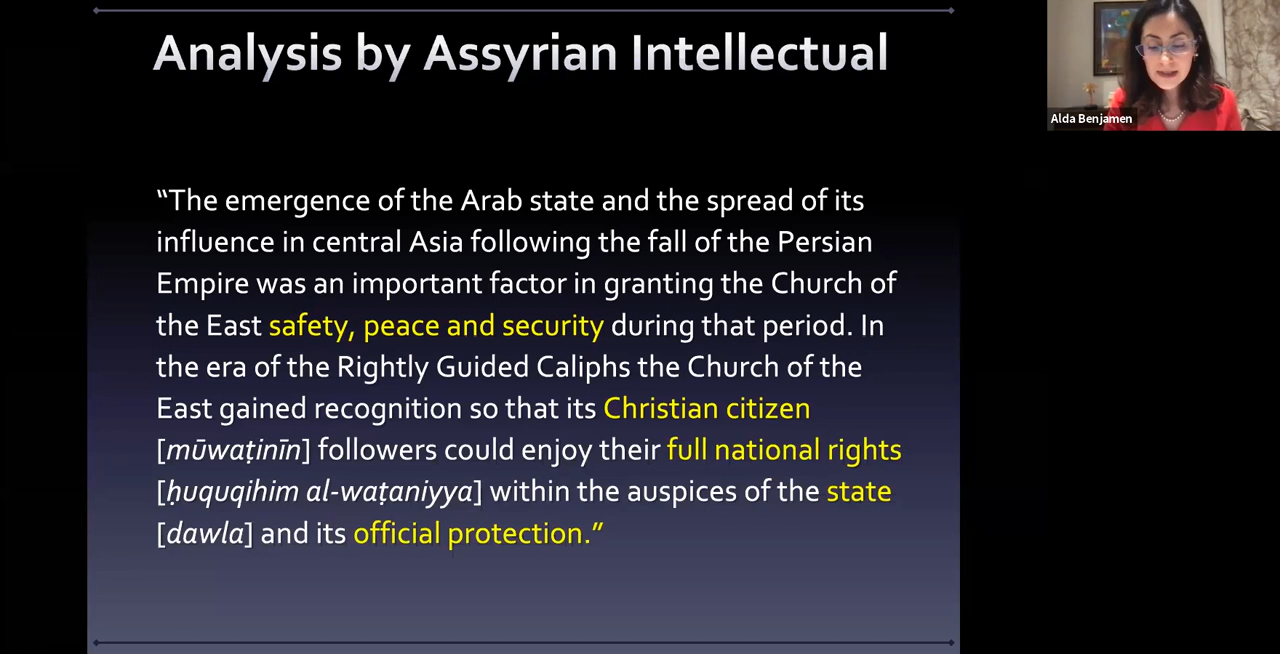 Analysis by Assyrian Intellectual
Alda Benjamen
“The emergence of the Arab state and the spread of its
influence in central Asia following the fall of the Persian
Empire was an important factor in granting the Church of
the East safety, peace and security during that period. In
the era of the Rightly Guided Caliphs the Church of the
East gained recognition so that its Christian citizen
[mūwaṭinīn] followers could enjoy their full national rights
[ḥuquqihim al-waṭaniyya] within the auspices of the state
[dawla] and its official protection.”